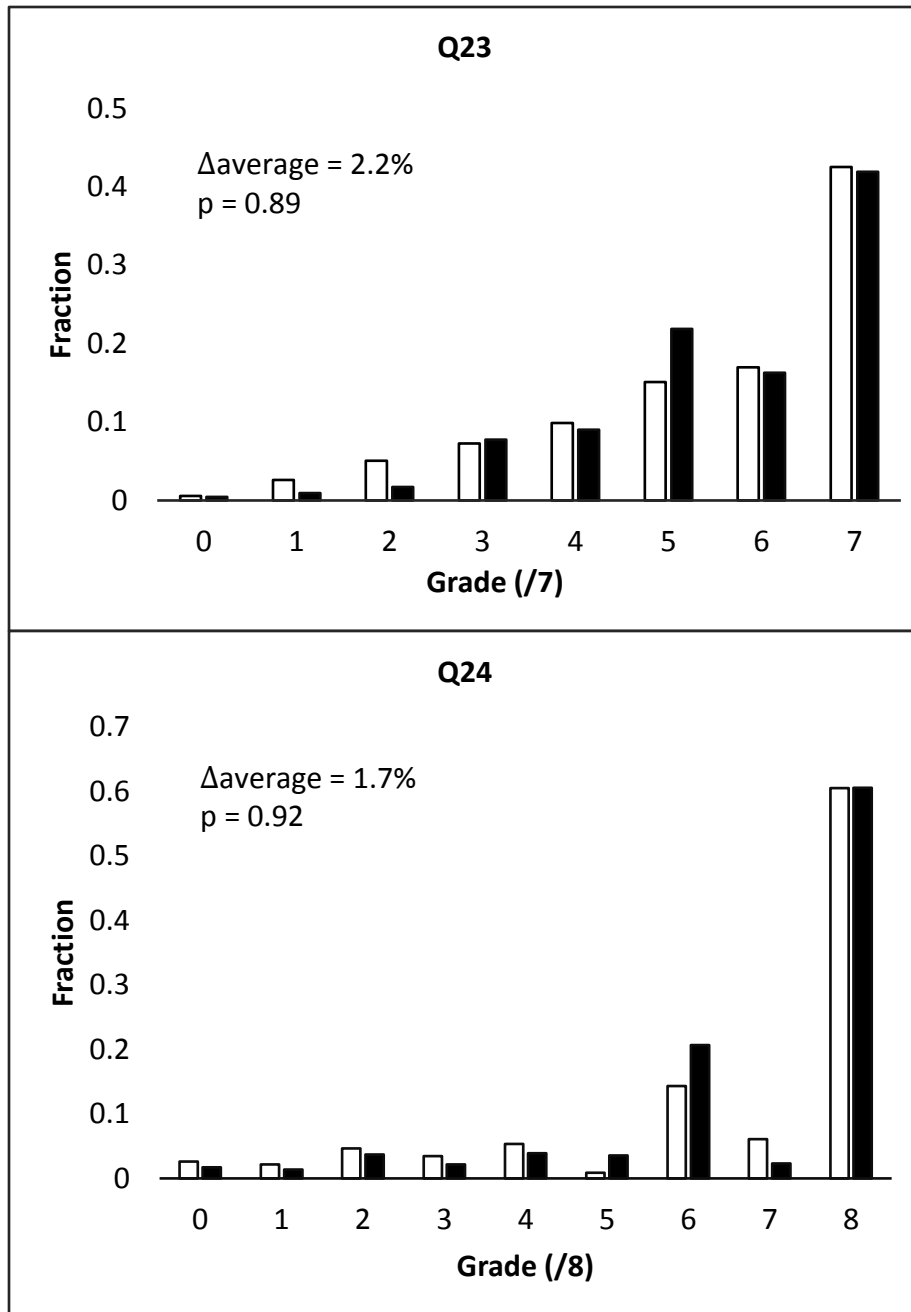 Q23
0.5
Δaverage = 2.2%
0.4
p = 0.89
0.3
Fraction
0.2
0.1
0
0 1 2 3 4 5 6 7
Grade (/7)
Q24
0.7
Δaverage = 1.7%
0.6
p = 0.92
0.5
0.4
Fraction
0.3
0.2
0.1
0
0 1 2 3 4 5 6 7 8
Grade (/8)